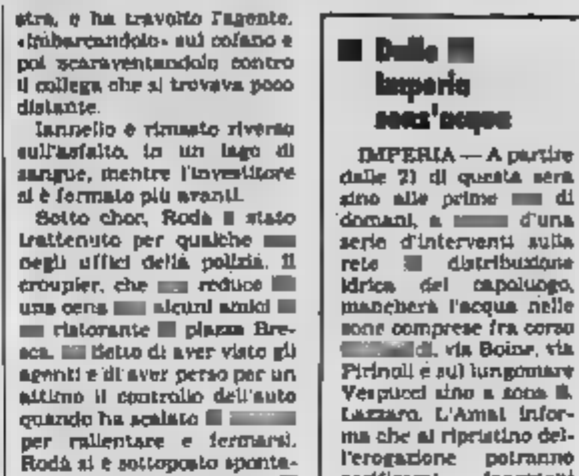 stra, e ha travolto l'agente,
«imbarcandolo» sul cofano e
poi scaraventandolo contro
il collega che si trovava poco
distante.
Iannello è rimasto riverso
sull'asfalto, in un lago di
sangue, mentre l'investitore
si è fermato più avanti.
Sotto choc, Rodà è stato
trattenuto per qualche
negli uffici della polizia. Il
croupier, che reduce
una cena alcuni amici
ristorante piazza Bre-
sca, detto di aver visto gli
agenti e di aver perso per un
attimo il controllo dell'auto
quando ha scalato
per rallentare e fermarsi.
Rodà si è sottoposto sponta-
Dalle
Imperia
senz'acqua
IMPERIA — A partire
dalle 21 di questa sera
sino alle prime di
domani, a d'una
serie d'interventi sulla
rete distribuzione
idrica del capoluogo,
mancherà l'acqua nelle
zone comprese fra corso
via Boine, via
Pirinoli e sul lungomare
Vespucci sino a zona S.
Lazzaro. L'Amat infor-
ma che al ripristino del-
l'erogazione potranno